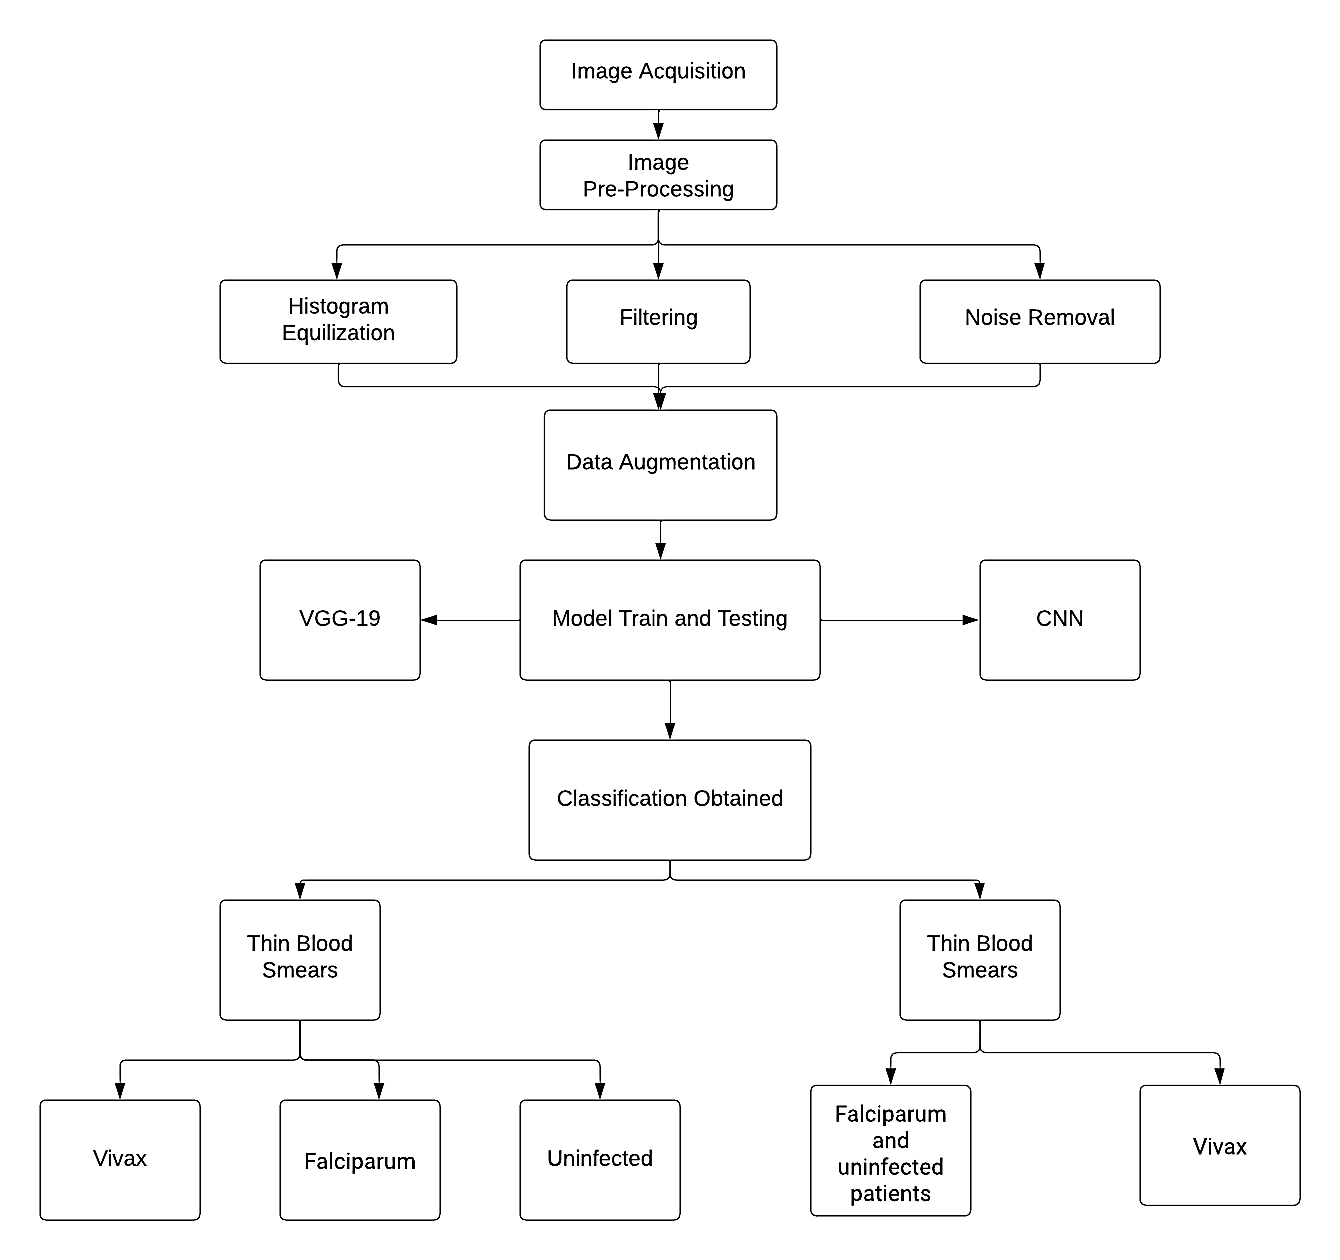 Image Acquisition
Image
Pre-Processing
Histogram
Equilization
Filtering
Noise Removal
Data Augmentation
VGG-19
Model Train and Testing
CNN
Classification Obtained
Thin Blood
Smears
Thin Blood
Smears
Vivax
Falciparum
Uninfected
Falciparum
and
uninfected
patients
Vivax